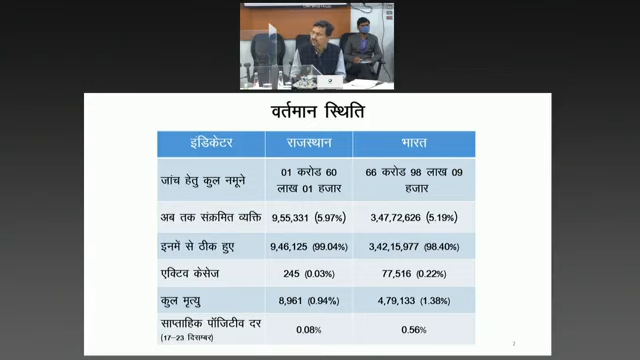 वर्तमान स्थिति
इंडिकेटर राजस्थान भारत
जांच हेतु कुल नमूने 01 करोड 60 लाख 01 हजार 66 करोड 98 लाख 09 हजार
अब तक संक्रमित व्यक्ति 9,55,331 (5.97%) 3,47,72,626 (5.19%)
इनमें से ठीक हुए 9,46,125 (99.04%) 3,42,15,977 (98.40%)
एक्टिव केसेज 245 (0.03%) 77,516 (0.22%)
कुल मृत्यु 8,961 (0.94%) 4,79,133 (1.38%)
साप्ताहिक पॉजिटीव दर (17–23 दिसम्बर) 0.08% 0.56%